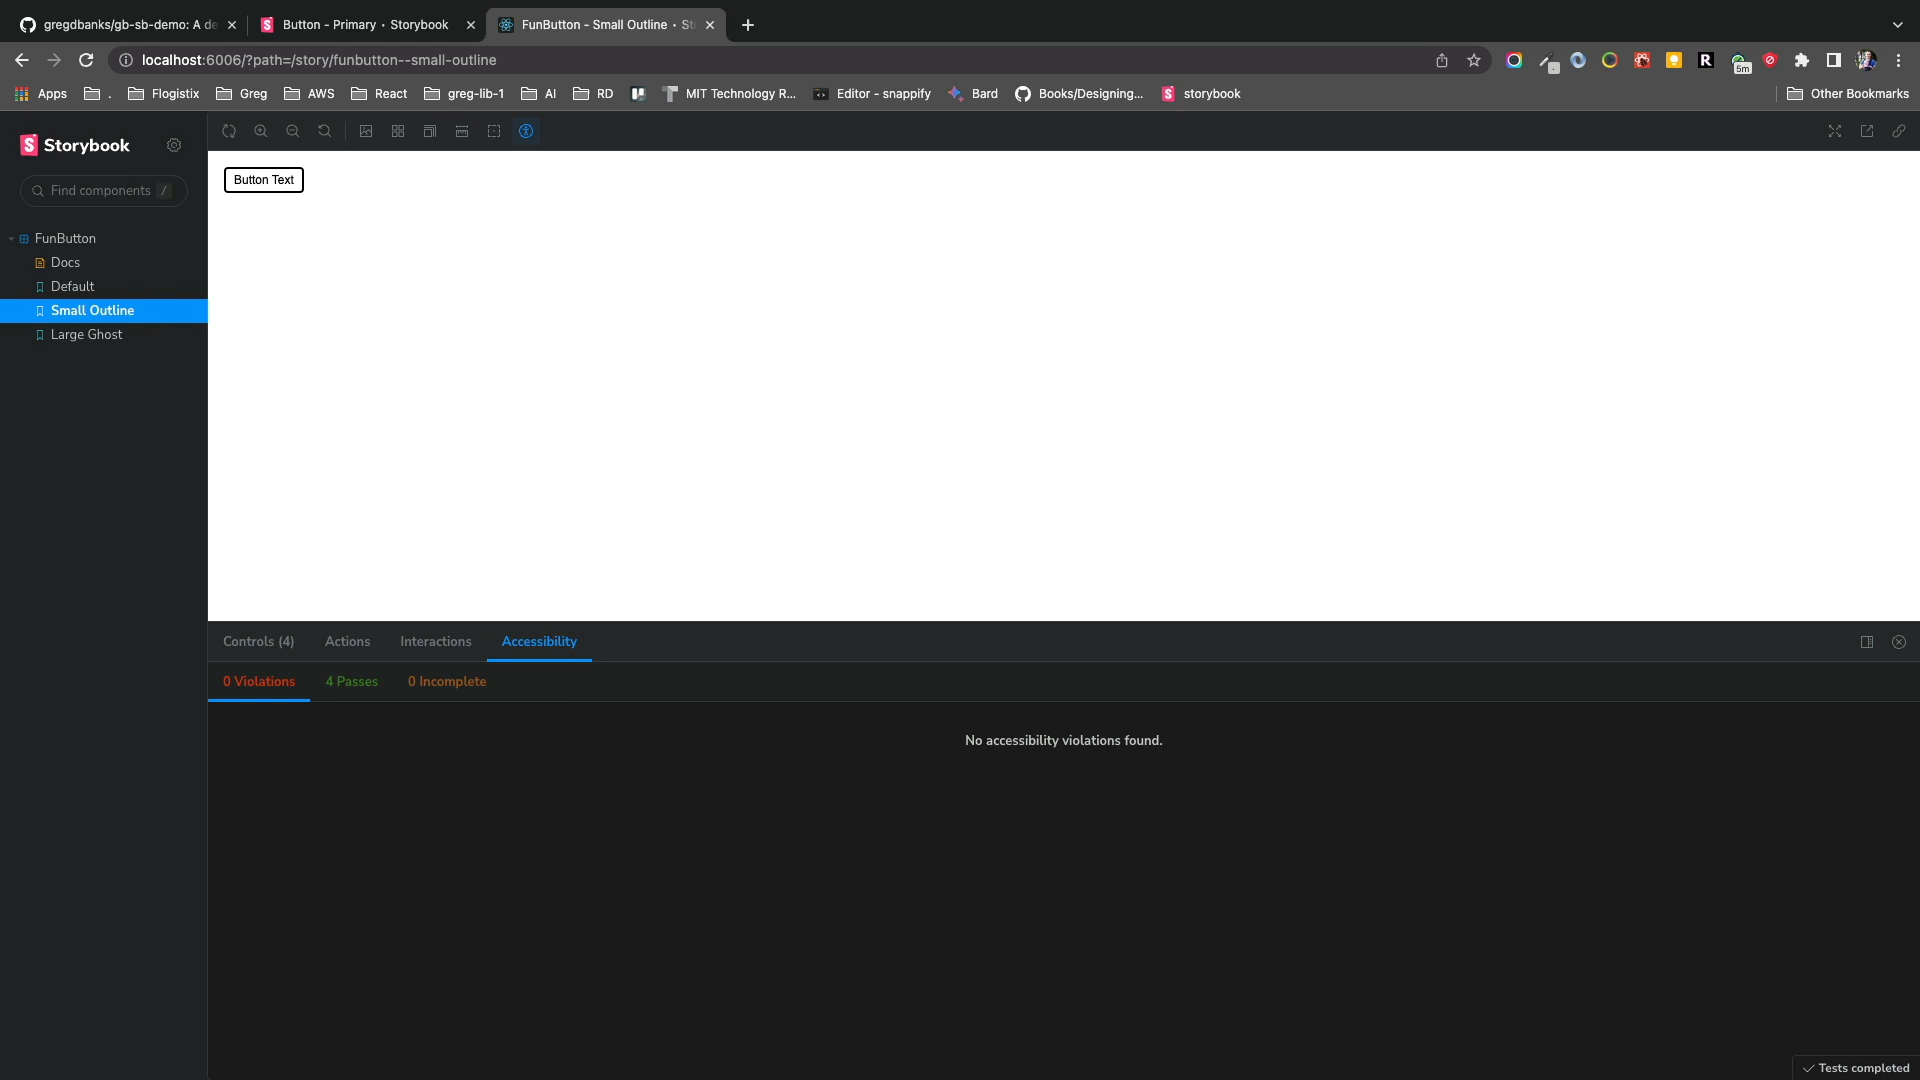 gregdbanks/gb-sb-demo: A de
Button - Primary • Storybook
FunButton - Small Outline • St
localhost:6006/?path=/story/funbutton--small-outline
5m
Apps
.
Flogistix
Greg
AWS
React
greg-lib-1
AI
RD
MIT Technology R...
Editor - snappify
Bard
Books/Designing...
storybook
Other Bookmarks
Storybook
Find components /
FunButton
Docs
Default
Small Outline
Large Ghost
Button Text
Controls (4)
Actions
Interactions
Accessibility
0 Violations
4 Passes
0 Incomplete
No accessibility violations found.
Tests completed